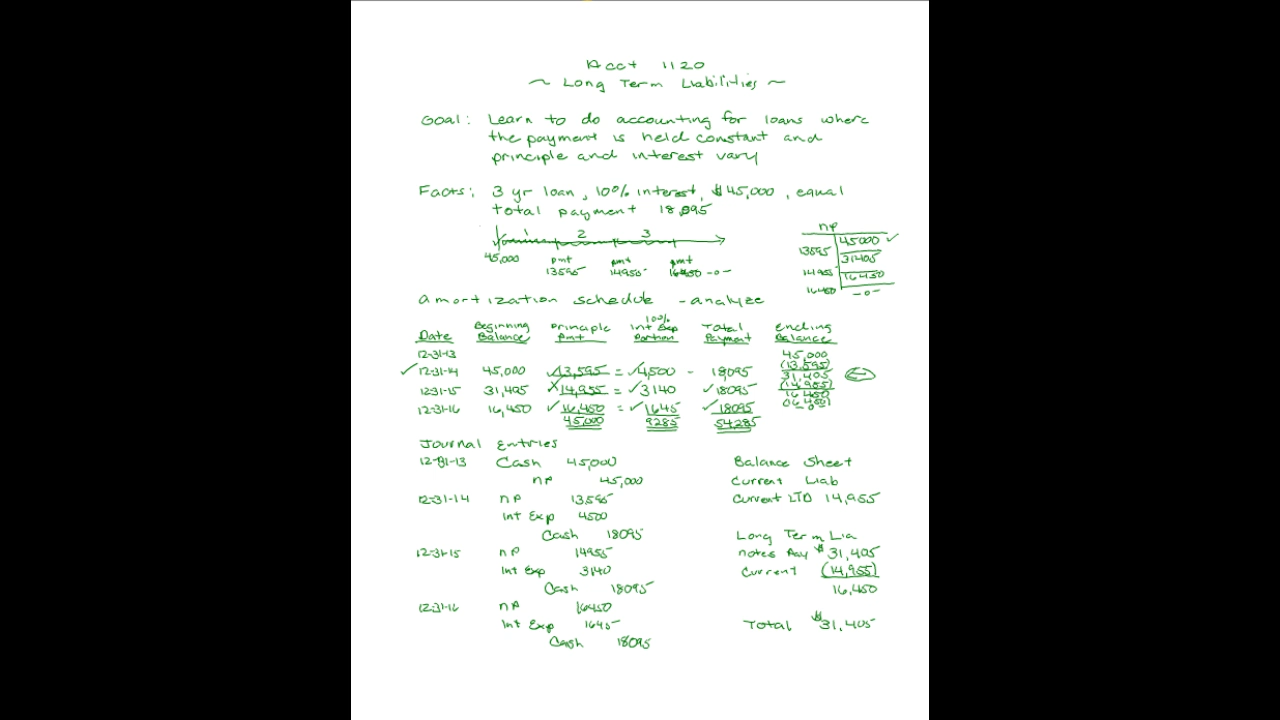 Acct 1120
~ Long Term Liabilities ~
Goal: Learn to do accounting for loans where
the payment is held constant and
principle and interest vary
Facts: 3 yr loan, 10% interest, $45,000, equal
total payment 18,095
1 2 3
45,000 pmt 13595 pmt 14955 pmt 16450 -0-
NP
45000 ✓
13595 31405
14955 16450
16450 -0-
Amortization schedule - analyze
Date Beginning Balance Principle Pmt 10% Int Exp Portion Total Payment Ending Balance
12-31-13 45,000
(13,595)
✓ 12-31-14 45,000 ✓ 13,595 = ✓ 4,500 - 18,095 31,405
(14,955)
12-31-15 31,405 14,955 = ✓ 3140 ✓ 18095 16,450
(16,450)
12-31-16 16,450 ✓ 16,450 = ✓ 1645 ✓ 18095 -0-
45,000 9285 54,285
Journal Entries
12-31-13 Cash 45,000
NP 45,000
12-31-14 NP 13,595
Int Exp 4500
Cash 18095
12-31-15 NP 14955
Int Exp 3140
Cash 18095
12-31-16 NP 16450
Int Exp 1645
Cash 18095
Balance Sheet
Current Liab
Current LTD 14,955
Long Term Lia
Notes Pay $31,405
Current (14,955)
16,450
Total $31,405